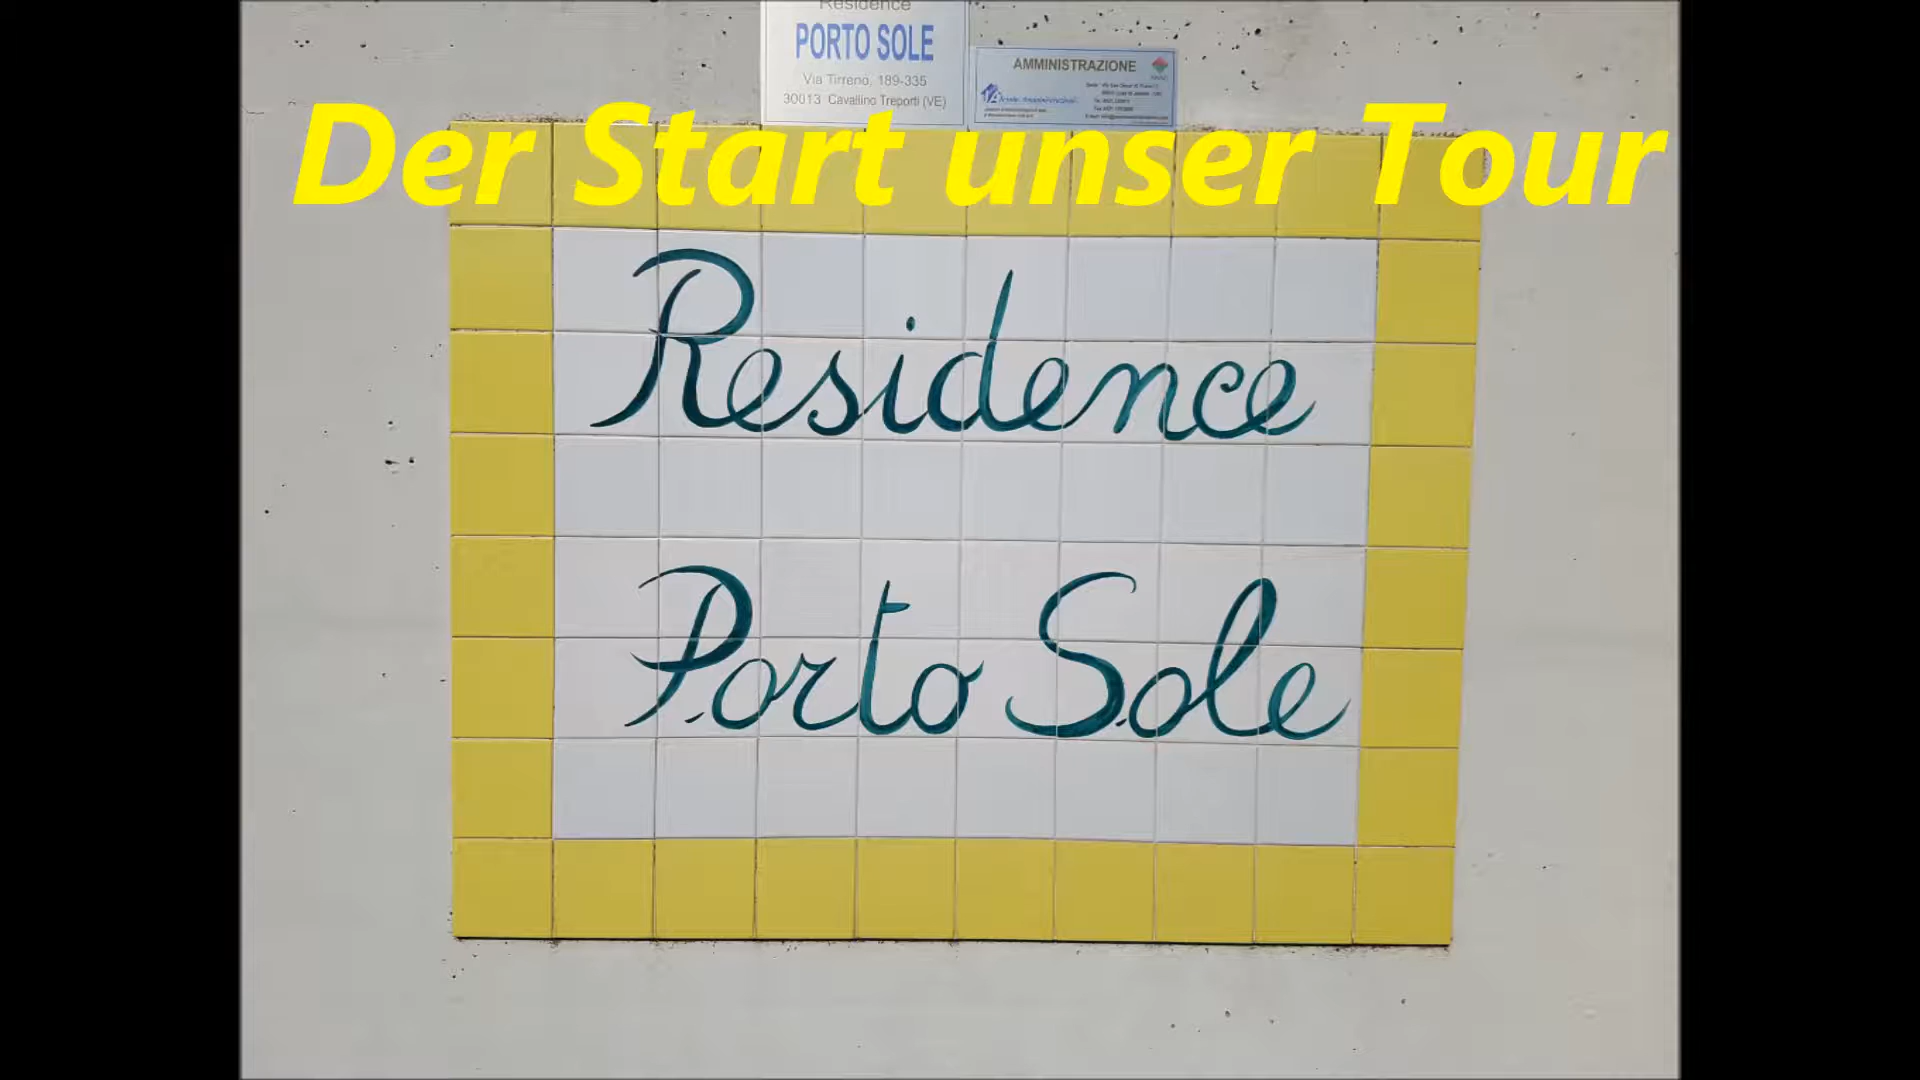 Residence
PORTO SOLE
Via Tirreno, 189-335
30013 Cavallino Treporti (VE)
AMMINISTRAZIONE
Der Start unser Tour
Residence
Porto Sole